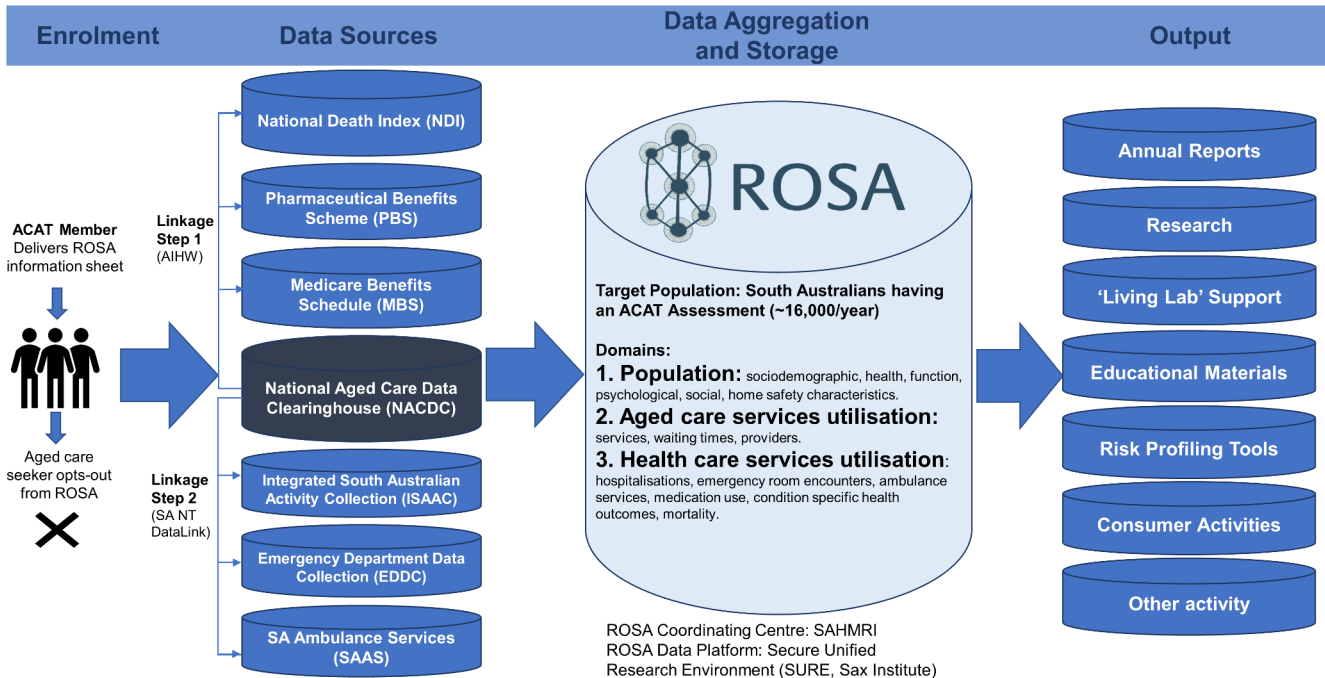 Enrolment
Data Sources
Data Aggregation
and Storage
Output
ACAT Member
Delivers ROSA
information sheet
Aged care
seeker opts-out
from ROSA
Linkage
Step 1
(AIHW)
Linkage
Step 2
(SA NT
DataLink)
National Death Index (NDI)
Pharmaceutical Benefits
Scheme (PBS)
Medicare Benefits
Schedule (MBS)
National Aged Care Data
Clearinghouse (NACDC)
Integrated South Australian
Activity Collection (ISAAC)
Emergency Department Data
Collection (EDDC)
SA Ambulance Services
(SAAS)
ROSA
Target Population: South Australians having
an ACAT Assessment (~16,000/year)
Domains:
1. Population: sociodemographic, health, function,
psychological, social, home safety characteristics.
2. Aged care services utilisation:
services, waiting times, providers.
3. Health care services utilisation:
hospitalisations, emergency room encounters, ambulance
services, medication use, condition specific health
outcomes, mortality.
ROSA Coordinating Centre: SAHMRI
ROSA Data Platform: Secure Unified
Research Environment (SURE, Sax Institute)
Annual Reports
Research
‘Living Lab’ Support
Educational Materials
Risk Profiling Tools
Consumer Activities
Other activity